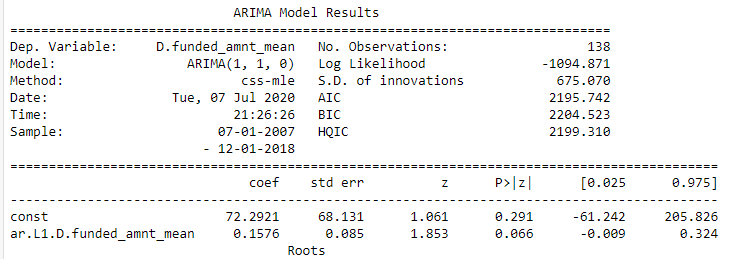 ARIMA Model Results
==============================================================================
Dep. Variable:     D.funded_amnt_mean   No. Observations:                  138
Model:                 ARIMA(1, 1, 0)   Log Likelihood               -1094.871
Method:                       css-mle   S.D. of innovations            675.070
Date:                Tue, 07 Jul 2020   AIC                           2195.742
Time:                        21:26:26   BIC                           2204.523
Sample:                    07-01-2007   HQIC                          2199.310
                         - 12-01-2018
============================================================================================
                               coef    std err          z      P>|z|      [0.025      0.975]
--------------------------------------------------------------------------------------------
const                       72.2921     68.131      1.061      0.291     -61.242     205.826
ar.L1.D.funded_amnt_mean     0.1576      0.085      1.853      0.066      -0.009       0.324
                                    Roots